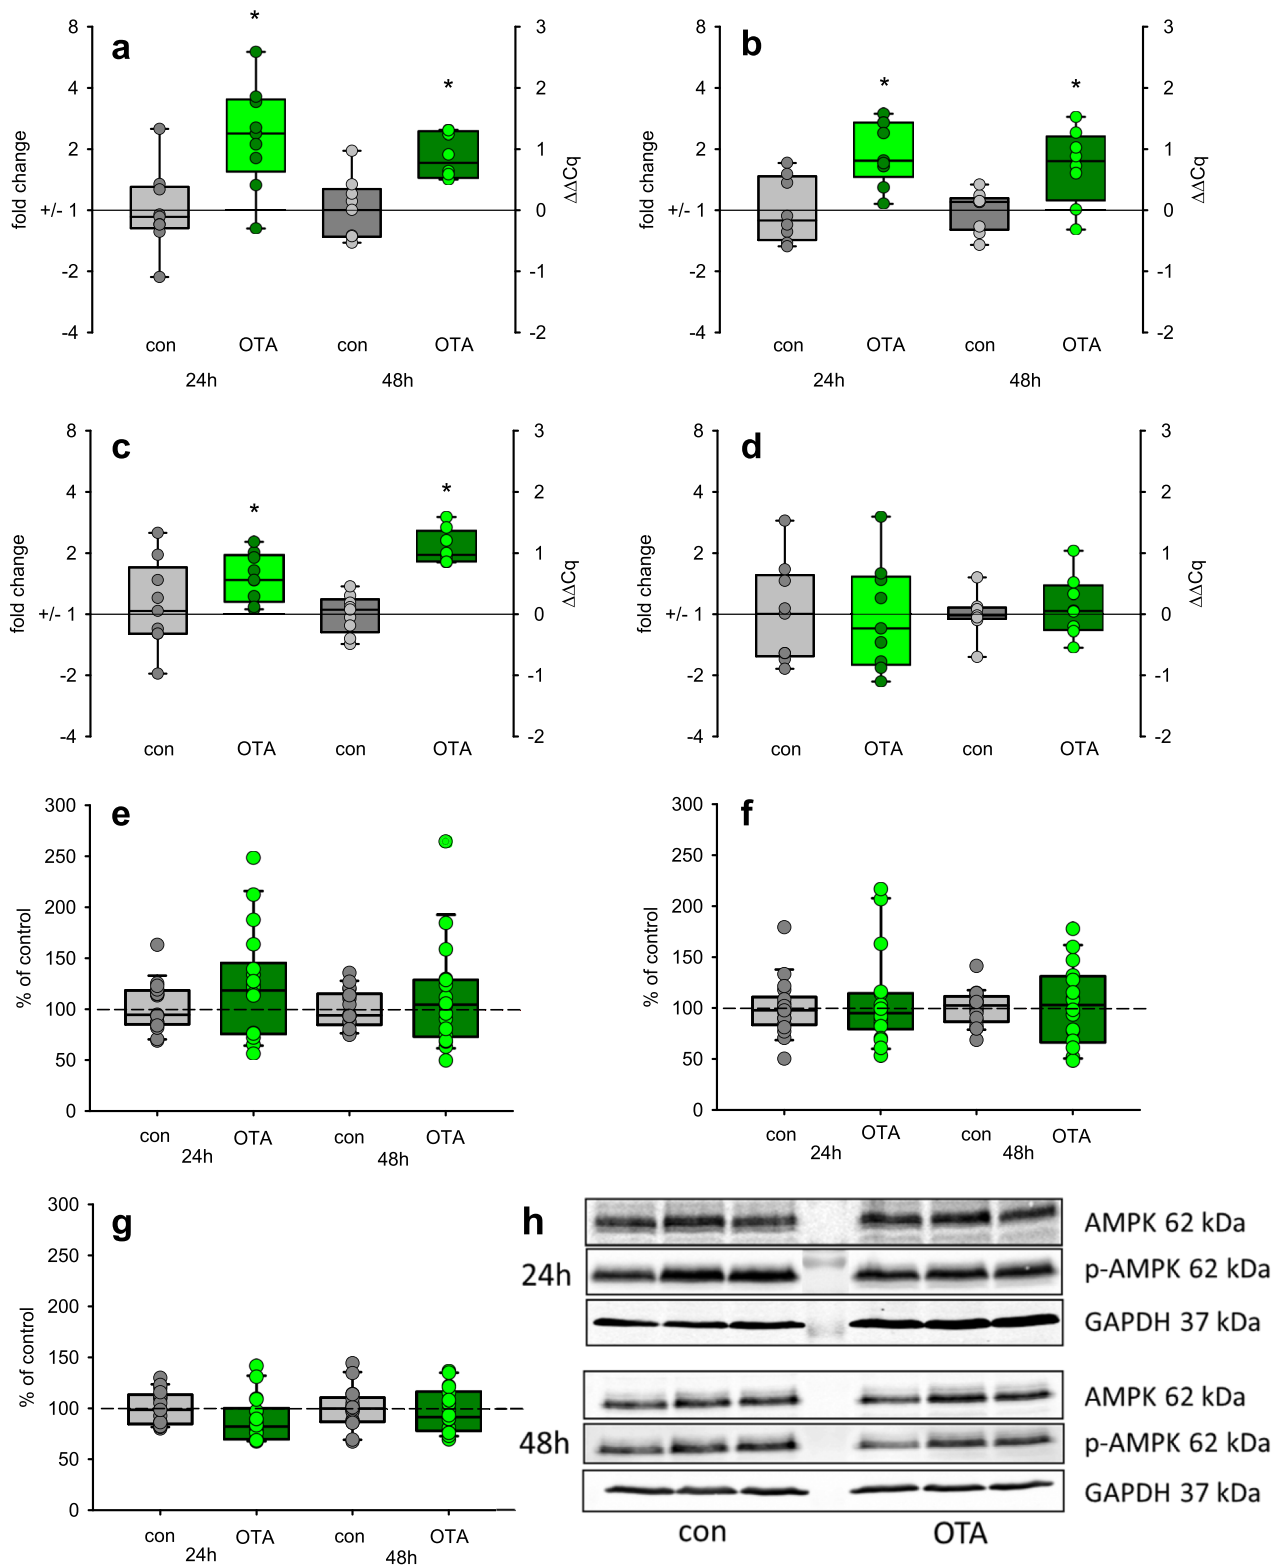 a
8
4
2
+/- 1
-2
-4
fold change
3
2
1
0
-1
-2
ΔΔCq
*
*
con
OTA
con
OTA
24h
48h
b
8
4
2
+/- 1
-2
-4
fold change
3
2
1
0
-1
-2
ΔΔCq
*
*
con
OTA
con
OTA
24h
48h
c
8
4
2
+/- 1
-2
-4
fold change
3
2
1
0
-1
-2
ΔΔCq
*
*
con
OTA
con
OTA
d
8
4
2
+/- 1
-2
-4
fold change
3
2
1
0
-1
-2
ΔΔCq
con
OTA
con
OTA
e
300
250
200
150
100
50
0
% of control
con
OTA
con
OTA
24h
48h
f
300
250
200
150
100
50
0
% of control
con
OTA
con
OTA
24h
48h
g
300
250
200
150
100
50
0
% of control
con
OTA
con
OTA
24h
48h
h
24h
AMPK 62 kDa
p-AMPK 62 kDa
GAPDH 37 kDa
48h
AMPK 62 kDa
p-AMPK 62 kDa
GAPDH 37 kDa
con
OTA